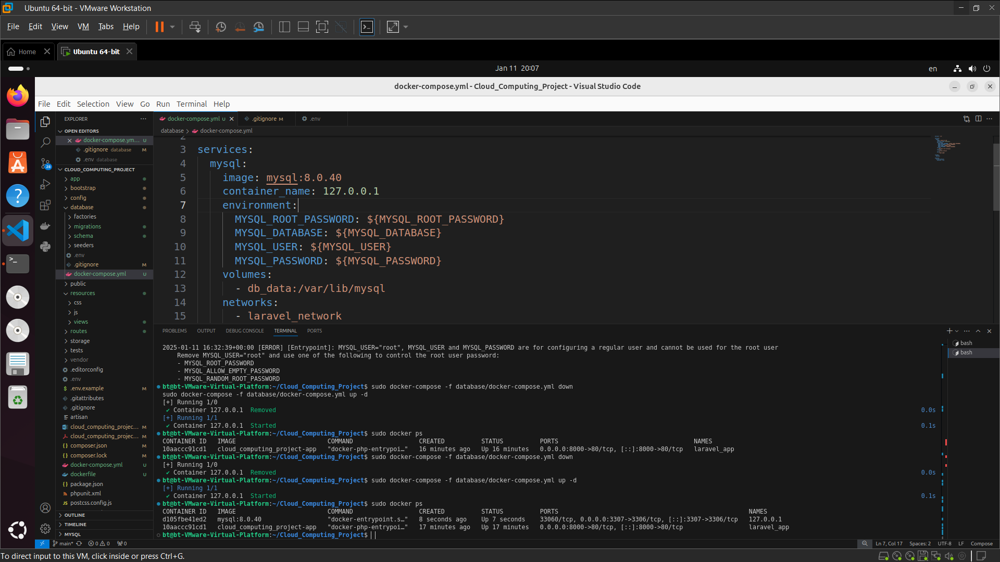 Ubuntu 64-bit - VMware Workstation
File Edit View VM Tabs Help
Home
Ubuntu 64-bit
Jan 11 20:07
en
docker-compose.yml - Cloud_Computing_Project - Visual Studio Code
File Edit Selection View Go Run Terminal Help
EXPLORER
docker-compose.yml U
.gitignore M
.env
OPEN EDITORS
database > docker-compose.yml
docker-compose.ym... U
.gitignore database M
.env database
CLOUD_COMPUTING_PROJECT
app
bootstrap
config
database
factories
migrations
schema
seeders
.env
.gitignore M
docker-compose.yml U
public
resources
css
js
views
routes
storage
tests
vendor
.editorconfig
.env
.env.example M
.gitattributes
.gitignore
artisan
cloud_computing_projec... M
cloud_computing_projec... M
composer.json M
composer.lock M
docker-compose.yml U
dockerfile U
package.json
phpunit.xml
postcss.config.js
OUTLINE
TIMELINE
MYSQL
28
2
3 services:
4 mysql:
5 image: mysql:8.0.40
6 container_name: 127.0.0.1
7 environment:
8 MYSQL_ROOT_PASSWORD: ${MYSQL_ROOT_PASSWORD}
9 MYSQL_DATABASE: ${MYSQL_DATABASE}
10 MYSQL_USER: ${MYSQL_USER}
11 MYSQL_PASSWORD: ${MYSQL_PASSWORD}
12 volumes:
13 - db_data:/var/lib/mysql
14 networks:
15 - laravel_network
PROBLEMS OUTPUT DEBUG CONSOLE TERMINAL PORTS
bash
bash
2025-01-11 16:32:39+00:00 [ERROR] [Entrypoint]: MYSQL_USER="root", MYSQL_USER and MYSQL_PASSWORD are for configuring a regular user and cannot be used for the root user
Remove MYSQL_USER="root" and use one of the following to control the root user password:
- MYSQL_ROOT_PASSWORD
- MYSQL_ALLOW_EMPTY_PASSWORD
- MYSQL_RANDOM_ROOT_PASSWORD
bt@bt-VMware-Virtual-Platform:~/Cloud_Computing_Project$ sudo docker-compose -f database/docker-compose.yml down
sudo docker-compose -f database/docker-compose.yml up -d
[+] Running 1/0
✔ Container 127.0.0.1 Removed 0.0s
[+] Running 1/1
✔ Container 127.0.0.1 Started 0.1s
bt@bt-VMware-Virtual-Platform:~/Cloud_Computing_Project$ sudo docker ps
CONTAINER ID IMAGE COMMAND CREATED STATUS PORTS NAMES
10aaccc91cd1 cloud_computing_project-app "docker-php-entrypoi…" 16 minutes ago Up 16 minutes 0.0.0.0:8000->80/tcp, [::]:8000->80/tcp laravel_app
bt@bt-VMware-Virtual-Platform:~/Cloud_Computing_Project$ sudo docker-compose -f database/docker-compose.yml down
[+] Running 1/0
✔ Container 127.0.0.1 Removed 0.0s
bt@bt-VMware-Virtual-Platform:~/Cloud_Computing_Project$ sudo docker-compose -f database/docker-compose.yml up -d
[+] Running 1/1
✔ Container 127.0.0.1 Started 0.1s
bt@bt-VMware-Virtual-Platform:~/Cloud_Computing_Project$ sudo docker ps
CONTAINER ID IMAGE COMMAND CREATED STATUS PORTS NAMES
d105fbe41ed2 mysql:8.0.40 "docker-entrypoint.s…" 8 seconds ago Up 7 seconds 33060/tcp, 0.0.0.0:3307->3306/tcp, [::]:3307->3306/tcp 127.0.0.1
10aaccc91cd1 cloud_computing_project-app "docker-php-entrypoi…" 17 minutes ago Up 17 minutes 0.0.0.0:8000->80/tcp, [::]:8000->80/tcp laravel_app
bt@bt-VMware-Virtual-Platform:~/Cloud_Computing_Project$
main* 0 0 0 Ln 7, Col 17 Spaces: 2 UTF-8 LF Compose
To direct input to this VM, click inside or press Ctrl+G.